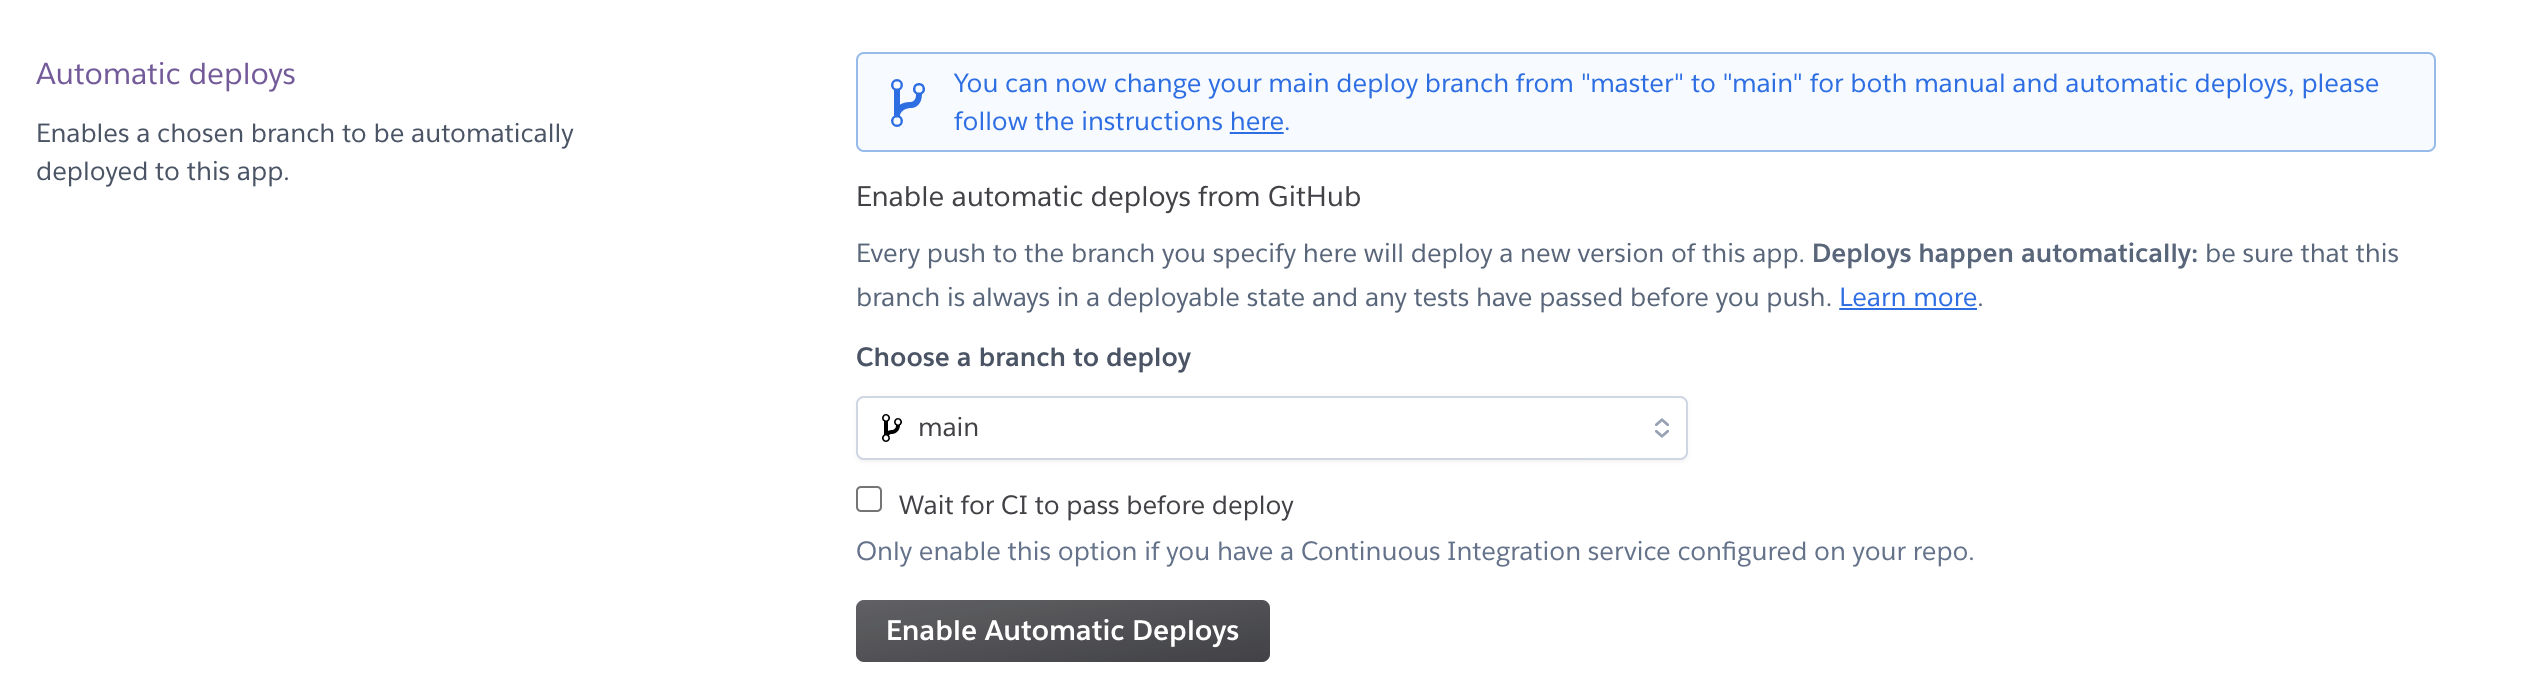 Automatic deploys
Enables a chosen branch to be automatically
deployed to this app.
You can now change your main deploy branch from "master" to "main" for both manual and automatic deploys, please
follow the instructions here.
Enable automatic deploys from GitHub
Every push to the branch you specify here will deploy a new version of this app. Deploys happen automatically: be sure that this
branch is always in a deployable state and any tests have passed before you push. Learn more.
Choose a branch to deploy
main
Wait for CI to pass before deploy
Only enable this option if you have a Continuous Integration service configured on your repo.
Enable Automatic Deploys